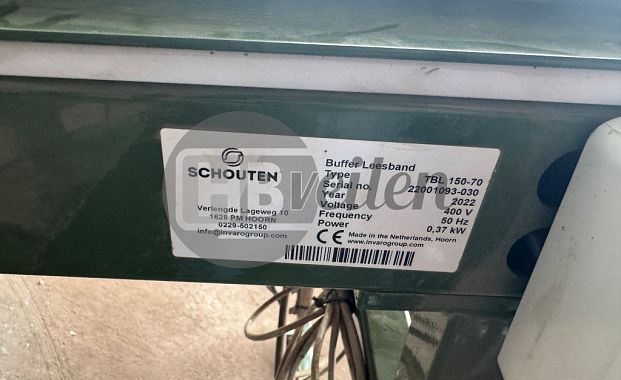 SCHOUTEN
Verlengde Lageweg 10
1628 PM HOORN
0229-502150
info@invarogroup.com
Buffer Leesband
Type TBL 150-70
Serial no. 22001093-030
Year 2022
Voltage 400 V
Frequency 50 Hz
Power 0,37 kW
CE Made in the Netherlands, Hoorn
www.invarogroup.com
HBveilen